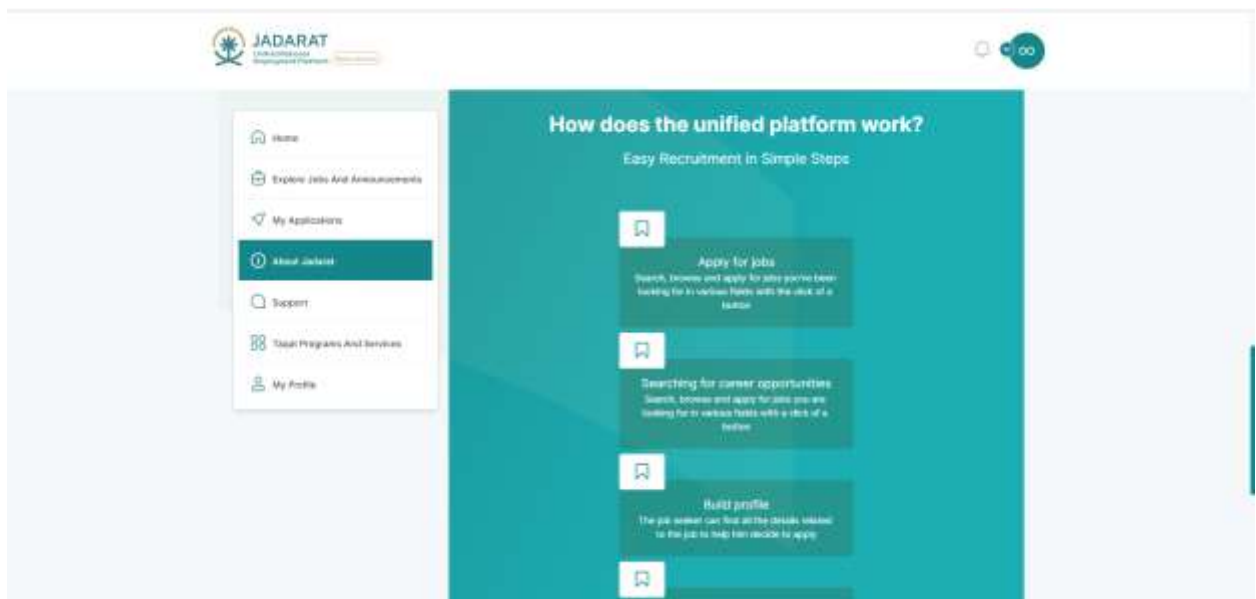 JADARAT
Employment Platform
OO
Home
Explore Jobs And Announcements
My Applications
About Jadarat
Support
Taqat Programs And Services
My Profile
How does the unified platform work?
Easy Recruitment in Simple Steps
Apply for jobs
Search, browse and apply for jobs you've been
looking for in various fields with the click of a
button
Searching for career opportunities
Search, browse and apply for jobs you are
looking for in various fields with a click of a
button
Build profile
The job seeker can find all the details related
to the job to help him decide to apply